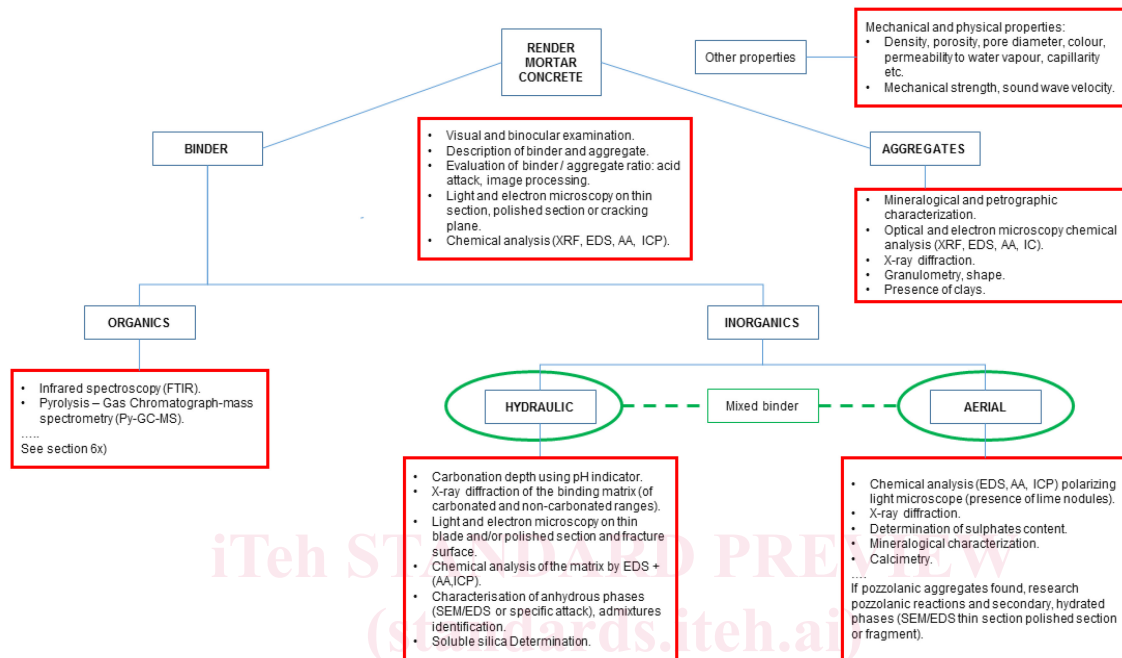 RENDER
MORTAR
CONCRETE
Other properties
Mechanical and physical properties:
• Density, porosity, pore diameter, colour,
permeability to water vapour, capillarity
etc.
• Mechanical strength, sound wave velocity.
BINDER
• Visual and binocular examination.
• Description of binder and aggregate.
• Evaluation of binder / aggregate ratio: acid
attack, image processing.
• Light and electron microscopy on thin
section, polished section or cracking
plane.
• Chemical analysis (XRF, EDS, AA, ICP).
AGGREGATES
• Mineralogical and petrographic
characterization.
• Optical and electron microscopy chemical
analysis (XRF, EDS, AA, IC).
• X-ray diffraction.
• Granulometry, shape.
• Presence of clays.
ORGANICS
• Infrared spectroscopy (FTIR).
• Pyrolysis – Gas Chromatograph-mass
spectrometry (Py-GC-MS).
.....
See section 6x)
INORGANICS
HYDRAULIC
Mixed binder
AERIAL
• Carbonation depth using pH indicator.
• X-ray diffraction of the binding matrix (of
carbonated and non-carbonated ranges).
• Light and electron microscopy on thin
blade and/or polished section and fracture
surface.
• Chemical analysis of the matrix by EDS +
(AA,ICP).
• Characterisation of anhydrous phases
(SEM/EDS or specific attack), admixtures
identification.
• Soluble silica Determination.
• Chemical analysis (EDS, AA, ICP) polarizing
light microscope (presence of lime nodules).
• X-ray diffraction.
• Determination of sulphates content.
• Mineralogical characterization.
• Calcimetry.
....
If pozzolanic aggregates found, research
pozzolanic reactions and secondary, hydrated
phases (SEM/EDS thin section polished section
or fragment).
iTeh STANDARD PREVIEW
(standards.iteh.ai)